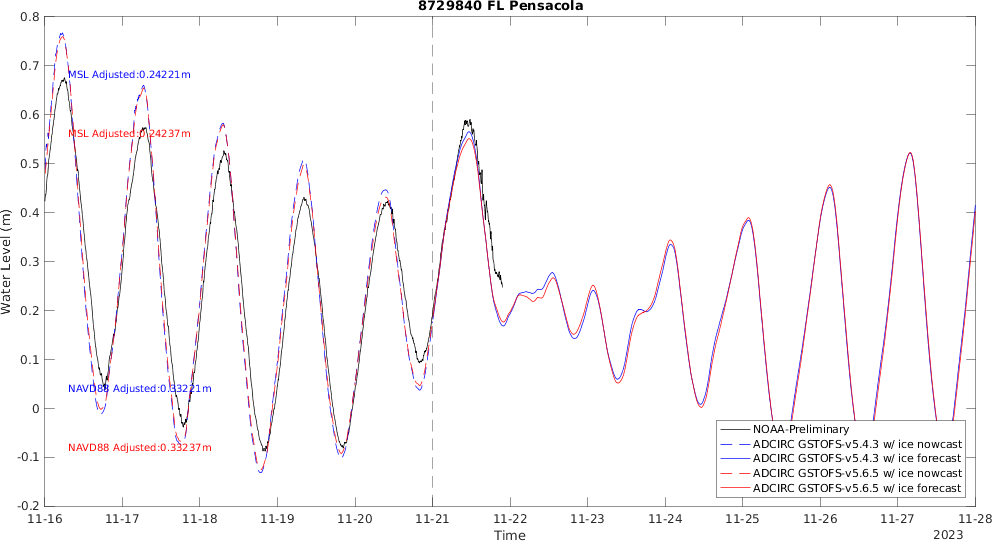 8729840 FL Pensacola
0.8
0.7
0.6
0.5
0.4
0.3
0.2
0.1
0
-0.1
-0.2
Water Level (m)
MSL Adjusted:0.24221m
MSL Adjusted:0.24237m
NAVD88 Adjusted:0.33221m
NAVD88 Adjusted:0.33237m
NOAA-Preliminary
ADCIRC GSTOFS-v5.4.3 w/ ice nowcast
ADCIRC GSTOFS-v5.4.3 w/ ice forecast
ADCIRC GSTOFS-v5.6.5 w/ ice nowcast
ADCIRC GSTOFS-v5.6.5 w/ ice forecast
11-16 11-17 11-18 11-19 11-20 11-21 11-22 11-23 11-24 11-25 11-26 11-27 11-28
Time
2023